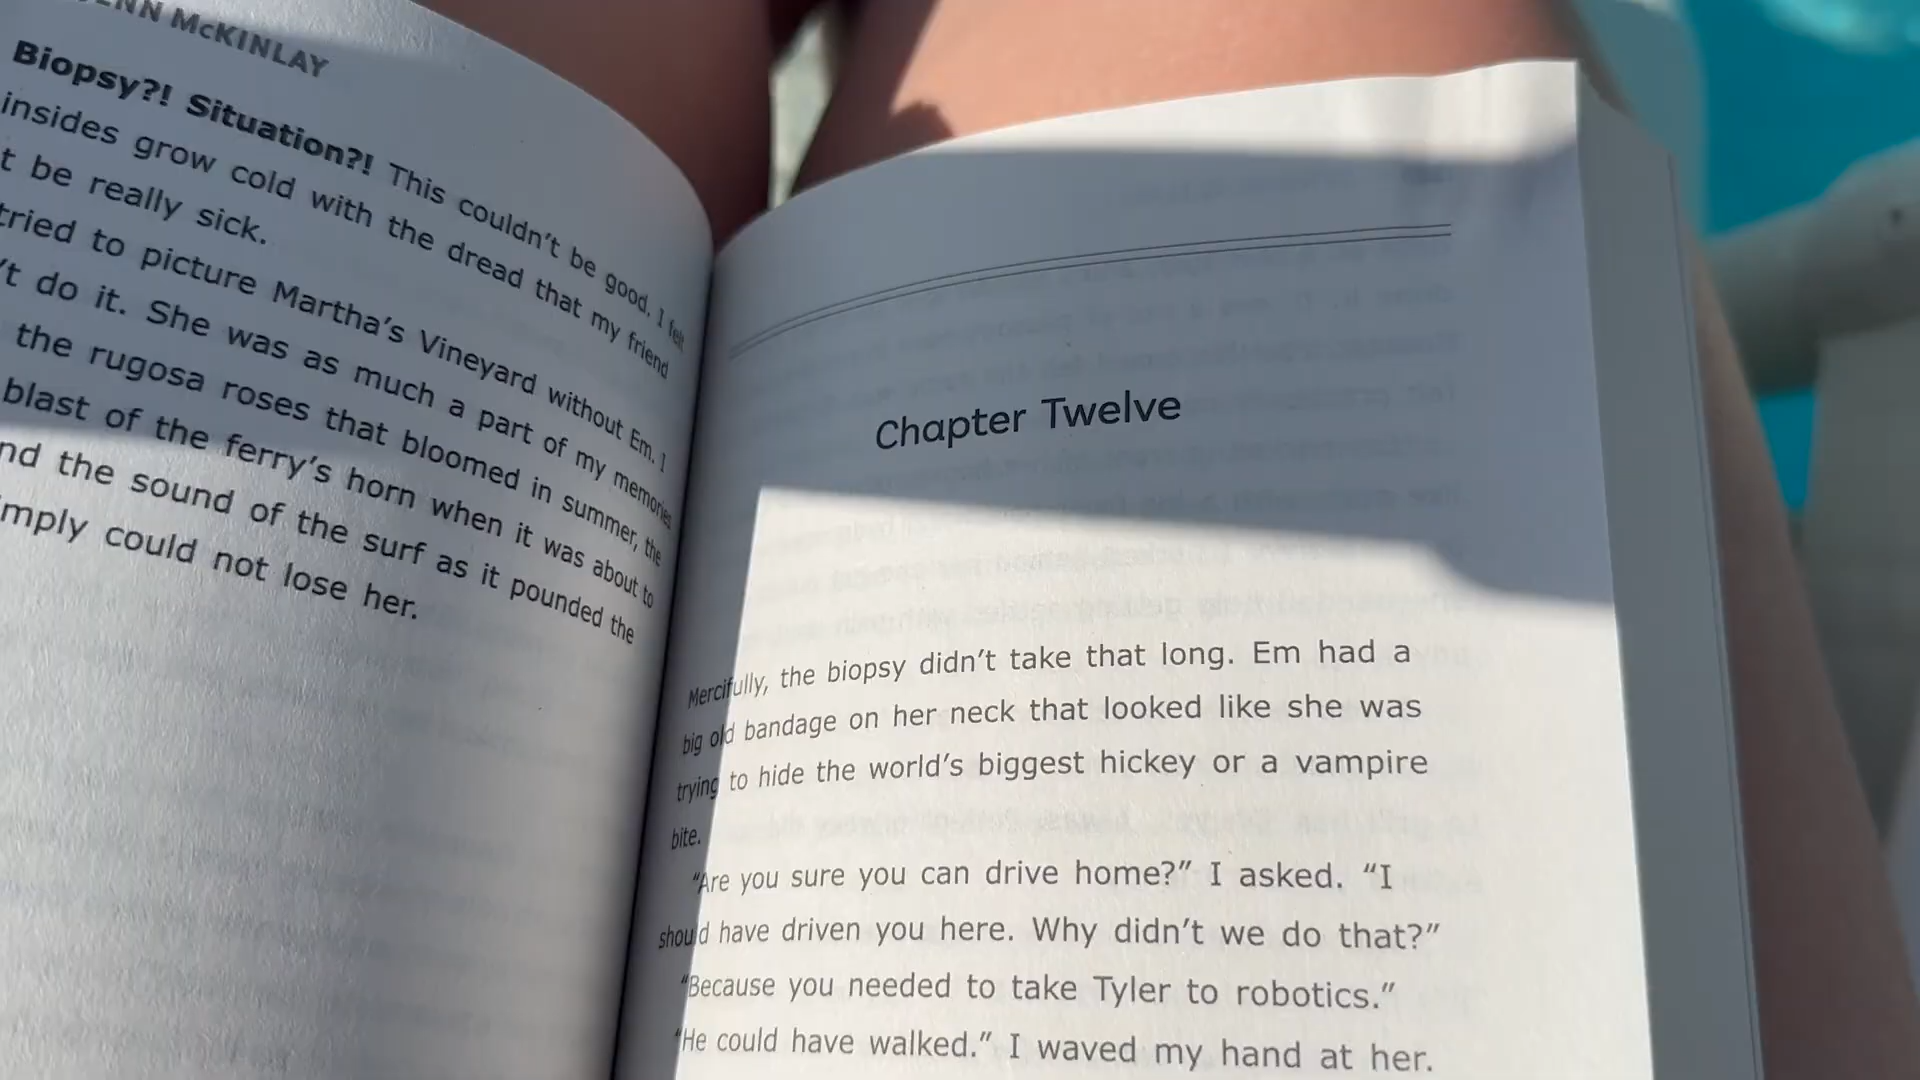 McKINLAY
Biopsy?! Situation?! This couldn't be good. I felt
insides grow cold with the dread that my friend
be really sick.
tried to picture Martha's Vineyard without Em. I
do it. She was as much a part of my memories
the rugosa roses that bloomed in summer, the
blast of the ferry's horn when it was about to
the sound of the surf as it pounded the
could not lose her.
Chapter Twelve
Mercifully, the biopsy didn't take that long. Em had a
big old bandage on her neck that looked like she was
trying to hide the world's biggest hickey or a vampire
bite.
"Are you sure you can drive home?" I asked. "I
should have driven you here. Why didn't we do that?"
"Because you needed to take Tyler to robotics."
"He could have walked." I waved my hand at her.